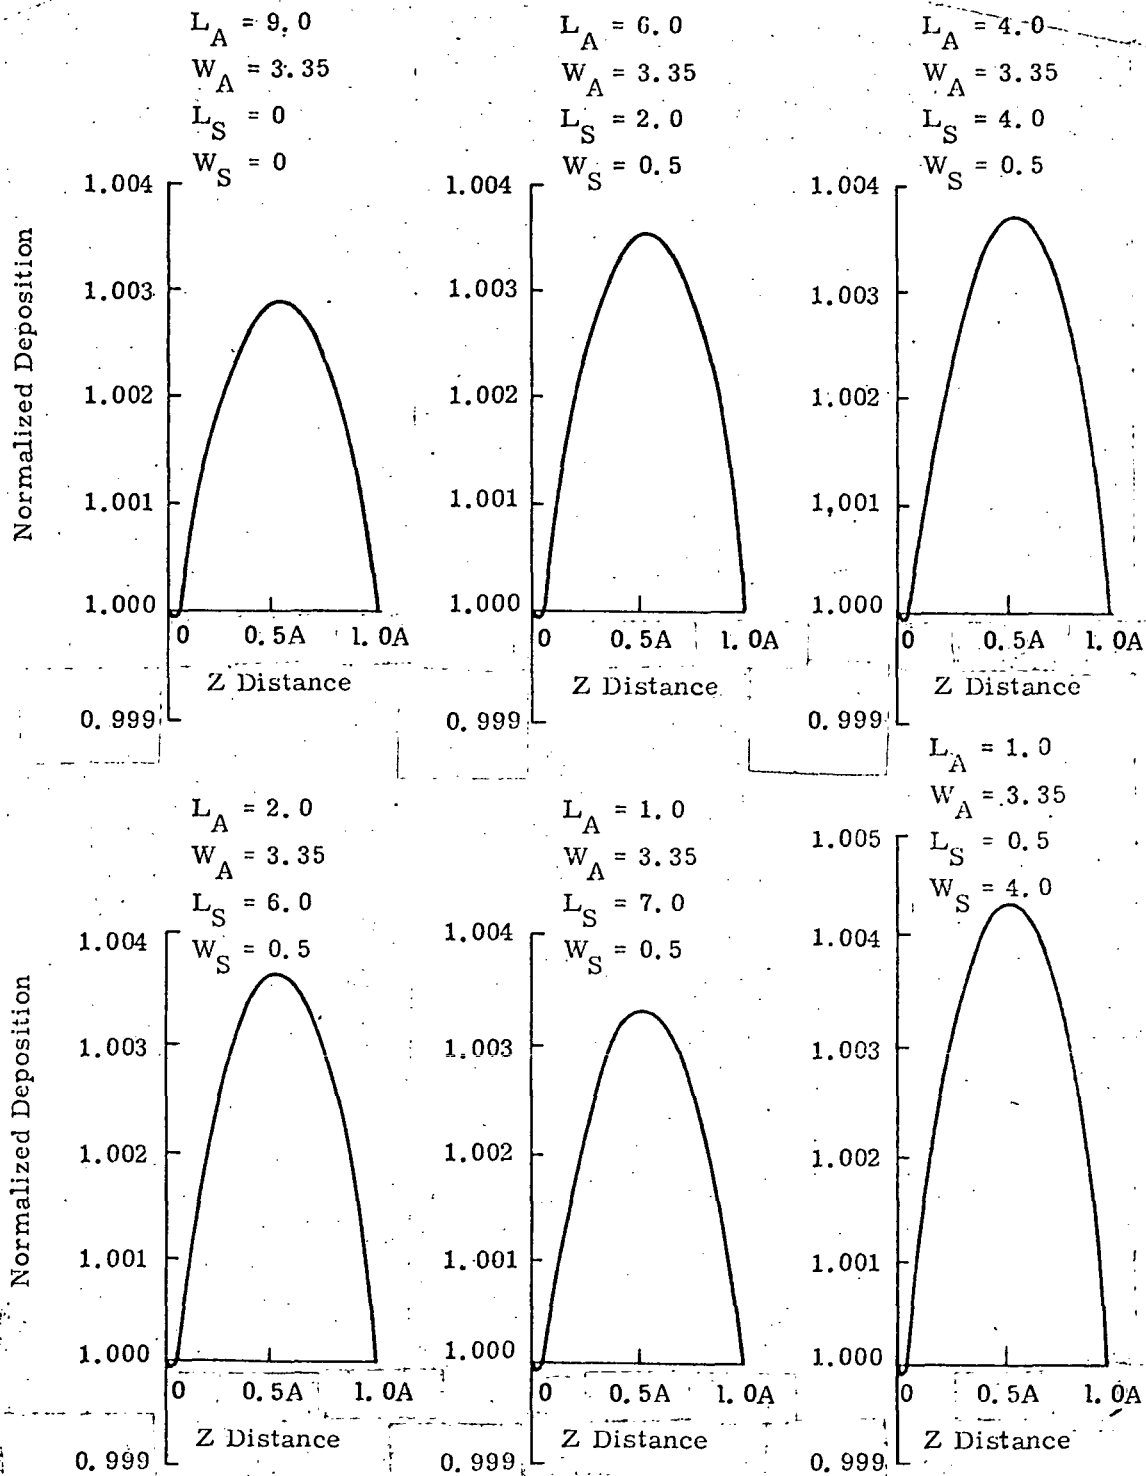 L_A = 9.0
W_A = 3.35
L_S = 0
W_S = 0
Normalized Deposition
1.004
1.003
1.002
1.001
1.000
0.999
0
0.5A
1.0A
Z Distance
L_A = 6.0
W_A = 3.35
L_S = 2.0
W_S = 0.5
1.004
1.003
1.002
1.001
1.000
0.999
0
0.5A
1.0A
Z Distance
L_A = 4.0
W_A = 3.35
L_S = 4.0
W_S = 0.5
1.004
1.003
1.002
1,001
1.000
0.999
0
0.5A
1.0A
Z Distance
L_A = 2.0
W_A = 3.35
L_S = 6.0
W_S = 0.5
Normalized Deposition
1.004
1.003
1.002
1.001
1.000
0.999
0
0.5A
1.0A
Z Distance
L_A = 1.0
W_A = 3.35
L_S = 7.0
W_S = 0.5
1.004
1.003
1.002
1.001
1.000
0.999
0
0.5A
1.0A
Z Distance
L_A = 1.0
W_A = 3.35
L_S = 0.5
W_S = 4.0
1.005
1.004
1.003
1.002
1.001
1.000
0.999
0
0.5A
1.0A
Z Distance